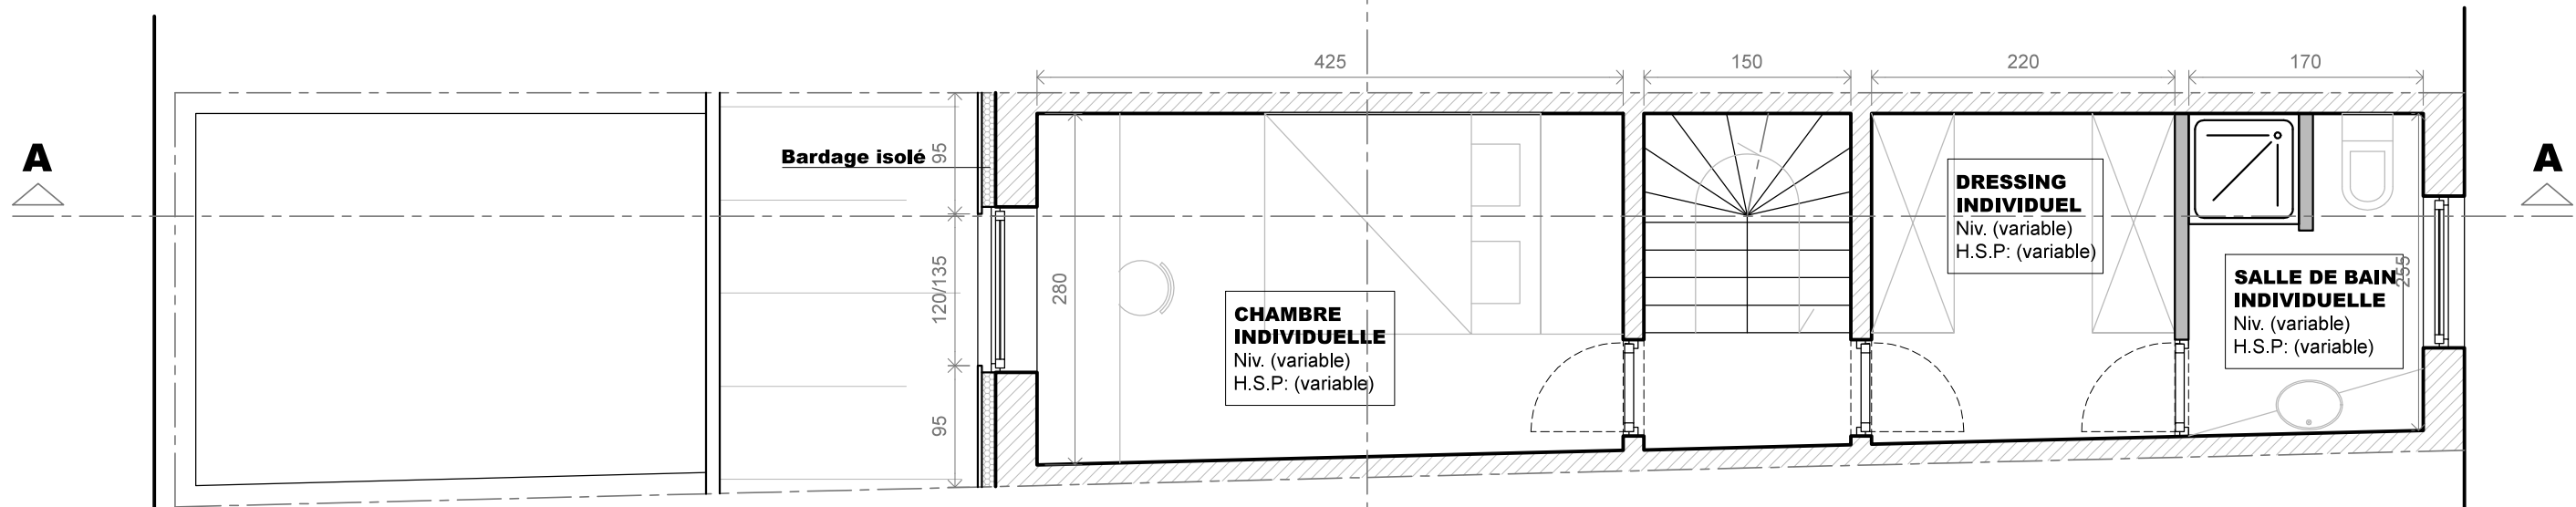 425
150
220
170
A
Bardage isolé
95
120/135
95
280
CHAMBRE
INDIVIDUELLE
Niv. (variable)
H.S.P: (variable)
DRESSING
INDIVIDUEL
Niv. (variable)
H.S.P: (variable)
SALLE DE BAIN
INDIVIDUELLE
Niv. (variable)
H.S.P: (variable)
255
A